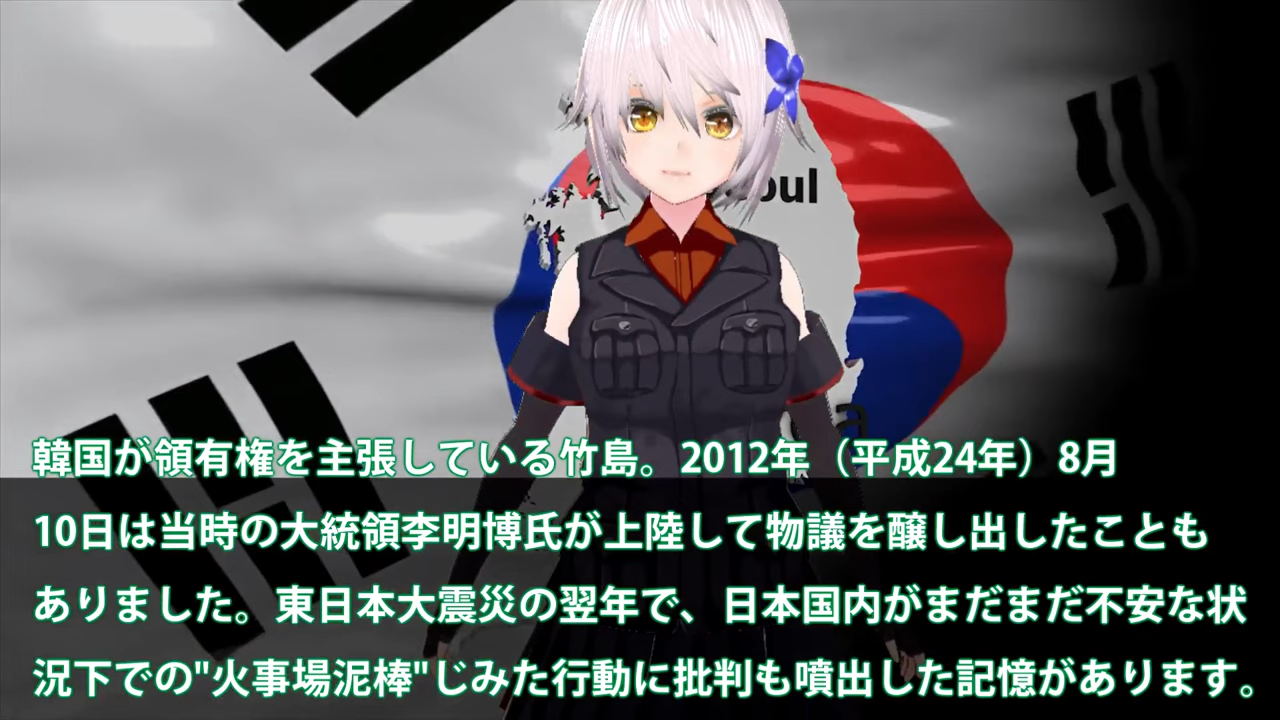 oul
a
韓国が領有権を主張している竹島。2012年（平成24年）8月
10日は当時の大統領李明博氏が上陸して物議を醸し出したことも
ありました。東日本大震災の翌年で、日本国内がまだまだ不安な状
況下での"火事場泥棒"じみた行動に批判も噴出した記憶があります。